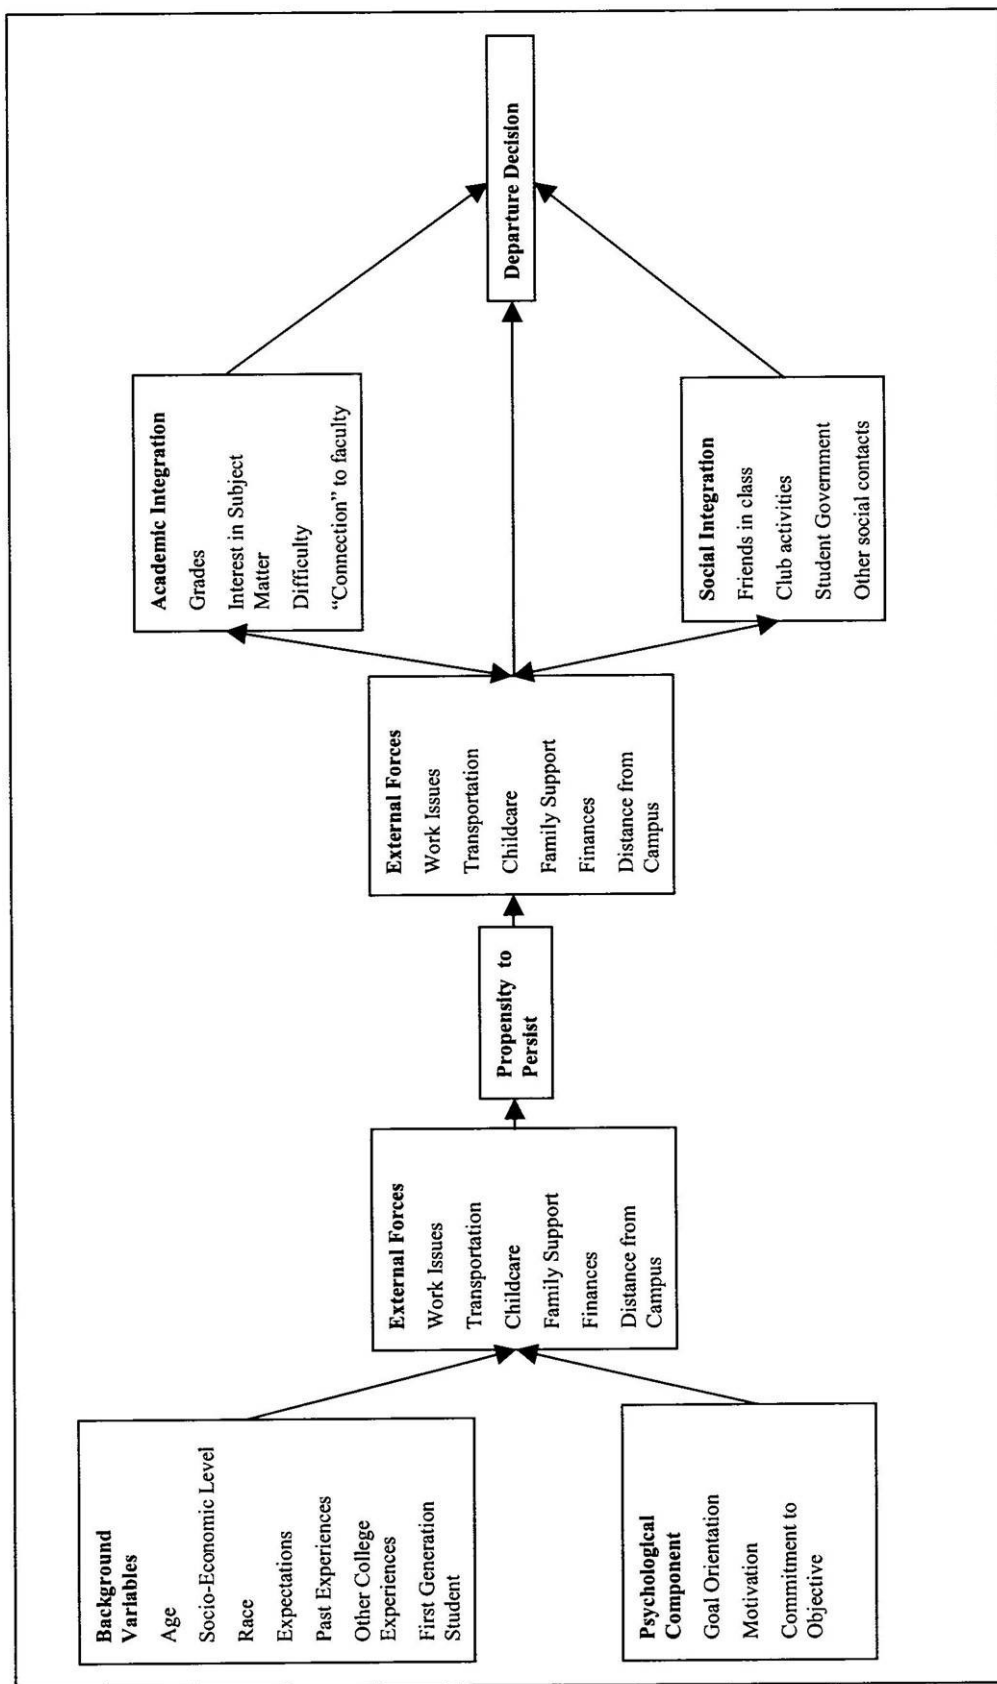 Background
Variables
Age
Socio-Economic Level
Race
Expectations
Past Experiences
Other College
Experiences
First Generation
Student
Psychological
Component
Goal Orientation
Motivation
Commitment to
Objective
External Forces
Work Issues
Transportation
Childcare
Family Support
Finances
Distance from
Campus
Propensity to
Persist
External Forces
Work Issues
Transportation
Childcare
Family Support
Finances
Distance from
Campus
Academic Integration
Grades
Interest in Subject
Matter
Difficulty
“Connection” to faculty
Social Integration
Friends in class
Club activities
Student Government
Other social contacts
Departure Decision